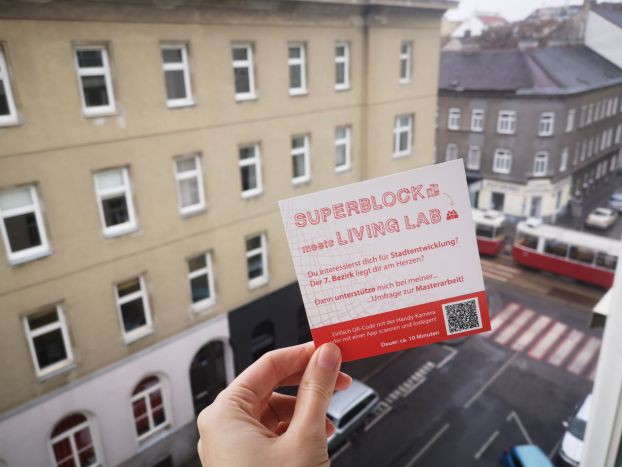 SUPERBLOCK
meets LIVING LAB
Du interessierst dich für Stadtentwicklung?
Der 7. Bezirk liegt dir am Herzen?
Dann unterstütze mich bei meiner...
...Umfrage zur Masterarbeit!
Einfach QR-Code mit der Handy-Kamera
oder mit einer App scannen und loslegen!
Dauer: ca. 10 Minuten